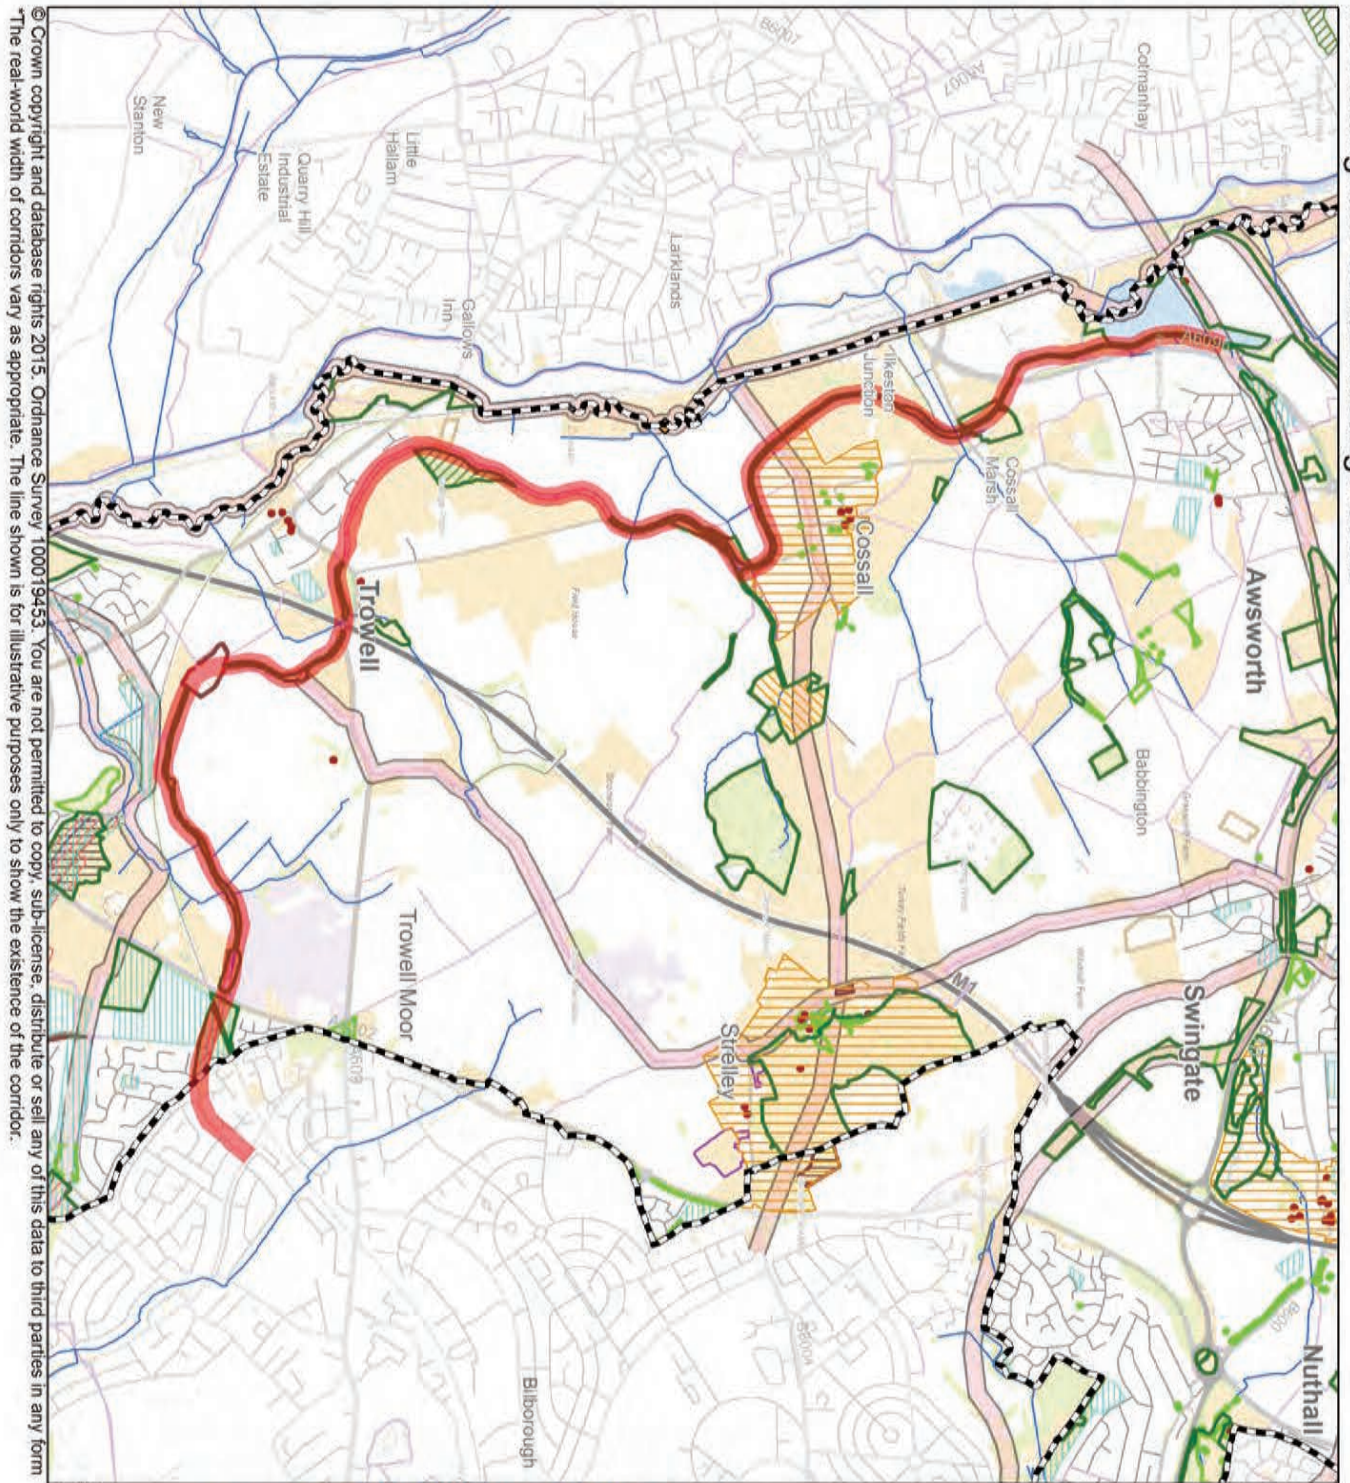 Nuthall
B600
Swingate
Awsworth
Babbington
Cotmanhay
A6007
B6007
A6096
M1
Cossall
Marsh
Ilkeston
Junction
Cossall
Strelley
Larklands
Gallows
Inn
Little
Hallam
Quarry Hill
Industrial
Estate
New
Stanton
Field House
Trowell
Trowell Moor
A609
Bilborough
© Crown copyright and database rights 2015. Ordnance Survey 100019453. You are not permitted to copy, sub-license, distribute or sell any of this data to third parties in any form
*The real-world width of corridors vary as appropriate. The line shown is for illustrative purposes only to show the existence of the corridor.